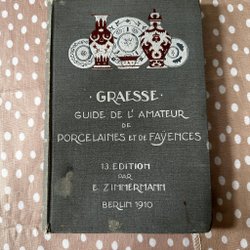 · GRAESSE ·
GUIDE DE L'AMATEUR
DE
PORCELAINES ET DE FAYENCES
13. EDITION
PAR
E. ZIMMERMANN
BERLIN 1910